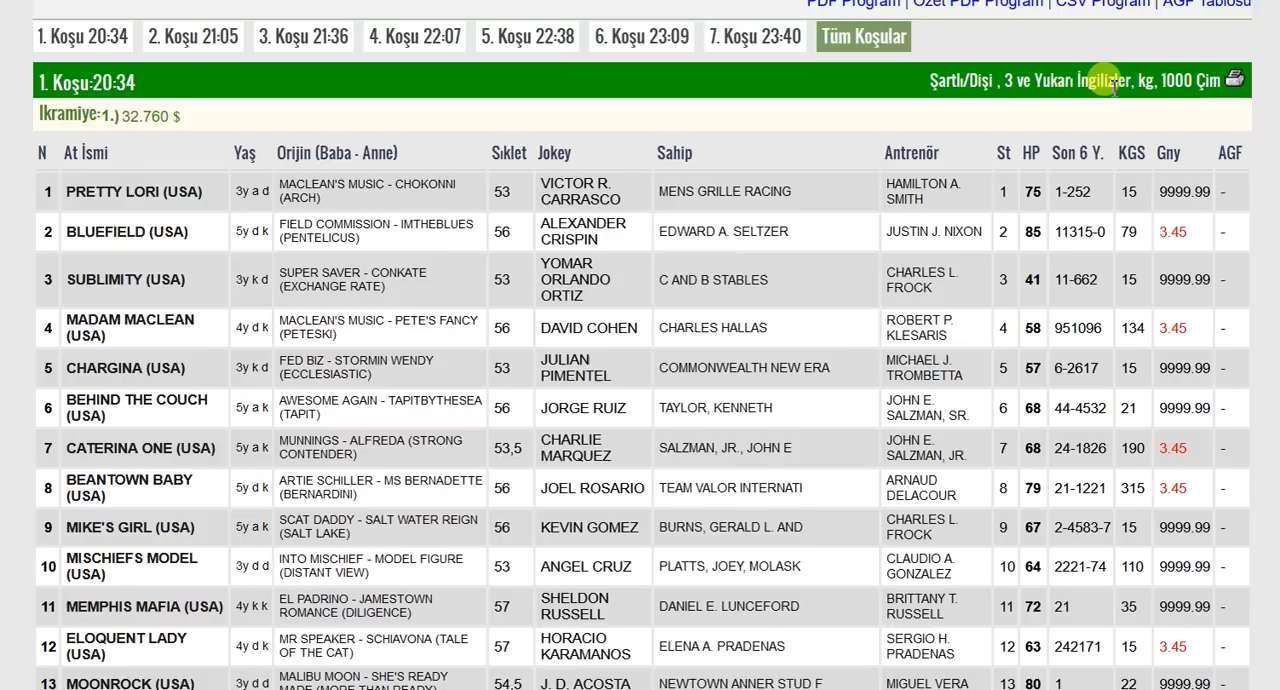 PDF Program | Özet PDF Program | CSV Program | AGF Tablosu
1. Koşu 20:34 2. Koşu 21:05 3. Koşu 21:36 4. Koşu 22:07 5. Koşu 22:38 6. Koşu 23:09 7. Koşu 23:40 Tüm Koşular
1. Koşu:20:34 Şartlı/Dişi , 3 ve Yukarı İngilizler, kg, 1000 Çim
Ikramiye:1.) 32.760 $
N At İsmi Yaş Orijin (Baba - Anne) Sıklet Jokey Sahip Antrenör St HP Son 6 Y. KGS Gny AGF
1 PRETTY LORI (USA) 3y a d MACLEAN'S MUSIC - CHOKONNI (ARCH) 53 VICTOR R. CARRASCO MENS GRILLE RACING HAMILTON A. SMITH 1 75 1-252 15 9999.99 -
2 BLUEFIELD (USA) 5y d k FIELD COMMISSION - IMTHEBLUES (PENTELICUS) 56 ALEXANDER CRISPIN EDWARD A. SELTZER JUSTIN J. NIXON 2 85 11315-0 79 3.45 -
3 SUBLIMITY (USA) 3y k d SUPER SAVER - CONKATE (EXCHANGE RATE) 53 YOMAR ORLANDO ORTIZ C AND B STABLES CHARLES L. FROCK 3 41 11-662 15 9999.99 -
4 MADAM MACLEAN (USA) 4y d k MACLEAN'S MUSIC - PETE'S FANCY (PETESKI) 56 DAVID COHEN CHARLES HALLAS ROBERT P. KLESARIS 4 58 951096 134 3.45 -
5 CHARGINA (USA) 3y k d FED BIZ - STORMIN WENDY (ECCLESIASTIC) 53 JULIAN PIMENTEL COMMONWEALTH NEW ERA MICHAEL J. TROMBETTA 5 57 6-2617 15 9999.99 -
6 BEHIND THE COUCH (USA) 5y a k AWESOME AGAIN - TAPITBYTHESEA (TAPIT) 56 JORGE RUIZ TAYLOR, KENNETH JOHN E. SALZMAN, SR. 6 68 44-4532 21 9999.99 -
7 CATERINA ONE (USA) 5y a k MUNNINGS - ALFREDA (STRONG CONTENDER) 53,5 CHARLIE MARQUEZ SALZMAN, JR., JOHN E JOHN E. SALZMAN, JR. 7 68 24-1826 190 3.45 -
8 BEANTOWN BABY (USA) 5y d k ARTIE SCHILLER - MS BERNADETTE (BERNARDINI) 56 JOEL ROSARIO TEAM VALOR INTERNATI ARNAUD DELACOUR 8 79 21-1221 315 3.45 -
9 MIKE'S GIRL (USA) 5y a k SCAT DADDY - SALT WATER REIGN (SALT LAKE) 56 KEVIN GOMEZ BURNS, GERALD L. AND CHARLES L. FROCK 9 67 2-4583-7 15 9999.99 -
10 MISCHIEFS MODEL (USA) 3y d d INTO MISCHIEF - MODEL FIGURE (DISTANT VIEW) 53 ANGEL CRUZ PLATTS, JOEY, MOLASK CLAUDIO A. GONZALEZ 10 64 2221-74 110 9999.99 -
11 MEMPHIS MAFIA (USA) 4y k k EL PADRINO - JAMESTOWN ROMANCE (DILIGENCE) 57 SHELDON RUSSELL DANIEL E. LUNCEFORD BRITTANY T. RUSSELL 11 72 21 35 9999.99 -
12 ELOQUENT LADY (USA) 4y d k MR SPEAKER - SCHIAVONA (TALE OF THE CAT) 57 HORACIO KARAMANOS ELENA A. PRADENAS SERGIO H. PRADENAS 12 63 242171 15 3.45 -
13 MOONROCK (USA) 3y d d MALIBU MOON - SHE'S READY MADE (MORE THAN READY) 54,5 J. D. ACOSTA NEWTOWN ANNER STUD F MIGUEL VERA 13 80 1 22 9999.99 -